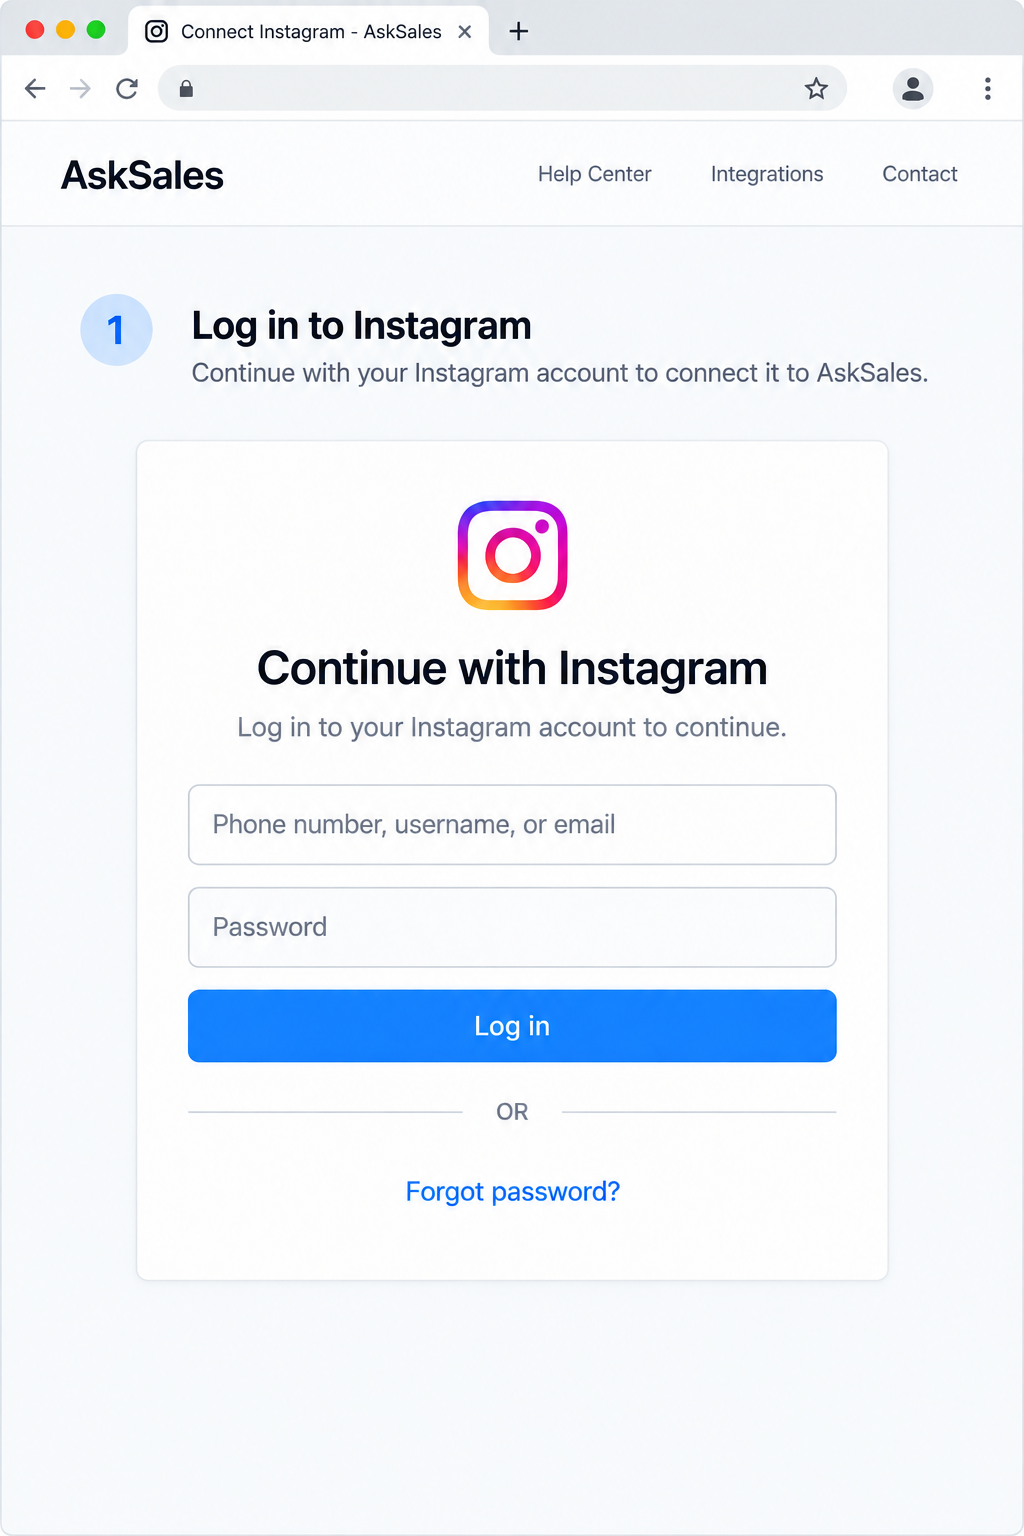 Connect Instagram - AskSales
AskSales
Help Center
Integrations
Contact
1
Log in to Instagram
Continue with your Instagram account to connect it to AskSales.
Continue with Instagram
Log in to your Instagram account to continue.
Phone number, username, or email
Password
Log in
OR
Forgot password?